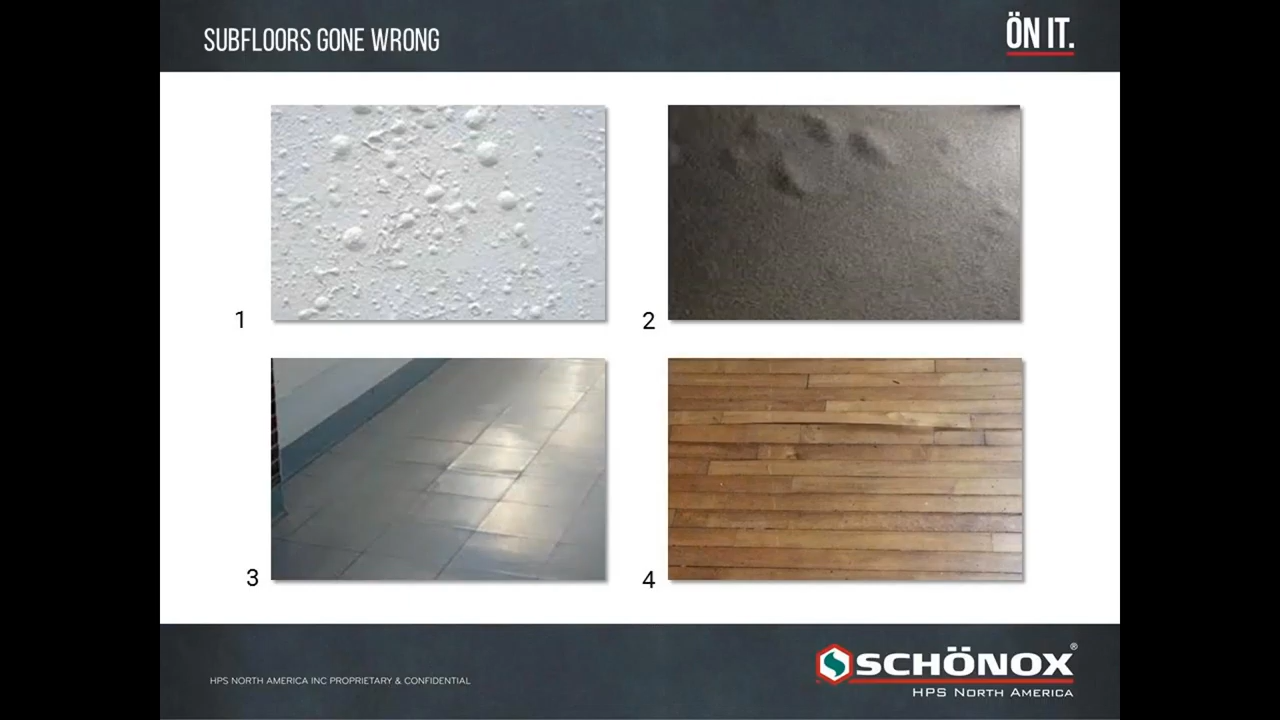 SUBFLOORS GONE WRONG
ÖN IT.
1
2
3
4
HPS NORTH AMERICA INC PROPRIETARY & CONFIDENTIAL
SCHÖNOX®
HPS NORTH AMERICA